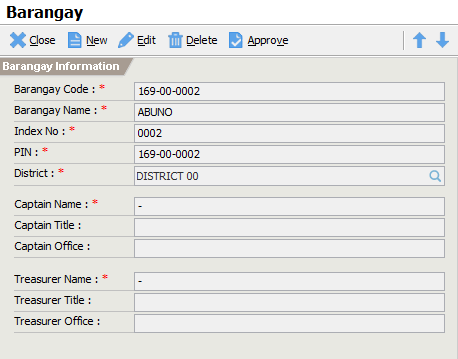 Barangay
Close New Edit Delete Approve
Barangay Information
Barangay Code : * 169-00-0002
Barangay Name : * ABUNO
Index No : * 0002
PIN : * 169-00-0002
District : * DISTRICT 00
Captain Name : * -
Captain Title :
Captain Office :
Treasurer Name : * -
Treasurer Title :
Treasurer Office :